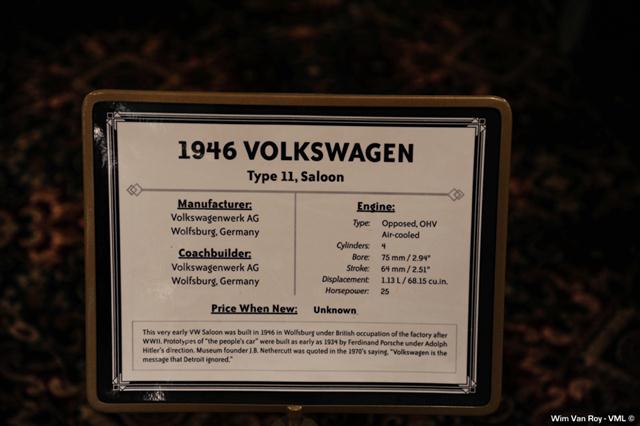 1946 VOLKSWAGEN
Type 11, Saloon
Manufacturer:
Volkswagenwerk AG
Wolfsburg, Germany
Coachbuilder:
Volkswagenwerk AG
Wolfsburg, Germany
Engine:
Type: Opposed, OHV
Air-cooled
Cylinders: 4
Bore: 75 mm / 2.94"
Stroke: 64 mm / 2.51"
Displacement: 1.13 L / 68.15 cu.in.
Horsepower: 25
Price When New: Unknown
This very early VW Saloon was built in 1946 in Wolfsburg under British occupation of the factory after
WWII. Prototypes of "the people's car" were built as early as 1934 by Ferdinand Porsche under Adolph
Hitler's direction. Museum founder J.B. Nethercutt was quoted in the 1970's saying, "Volkswagen is the
message that Detroit ignored."
Wim Van Roy - VML ©